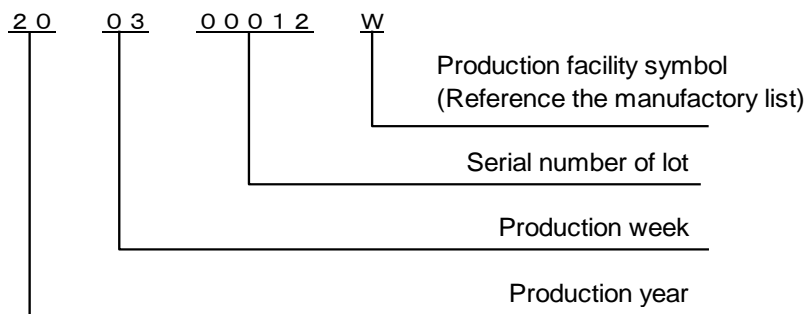 20 03 00012 W
Production facility symbol
(Reference the manufactory list)
Serial number of lot
Production week
Production year